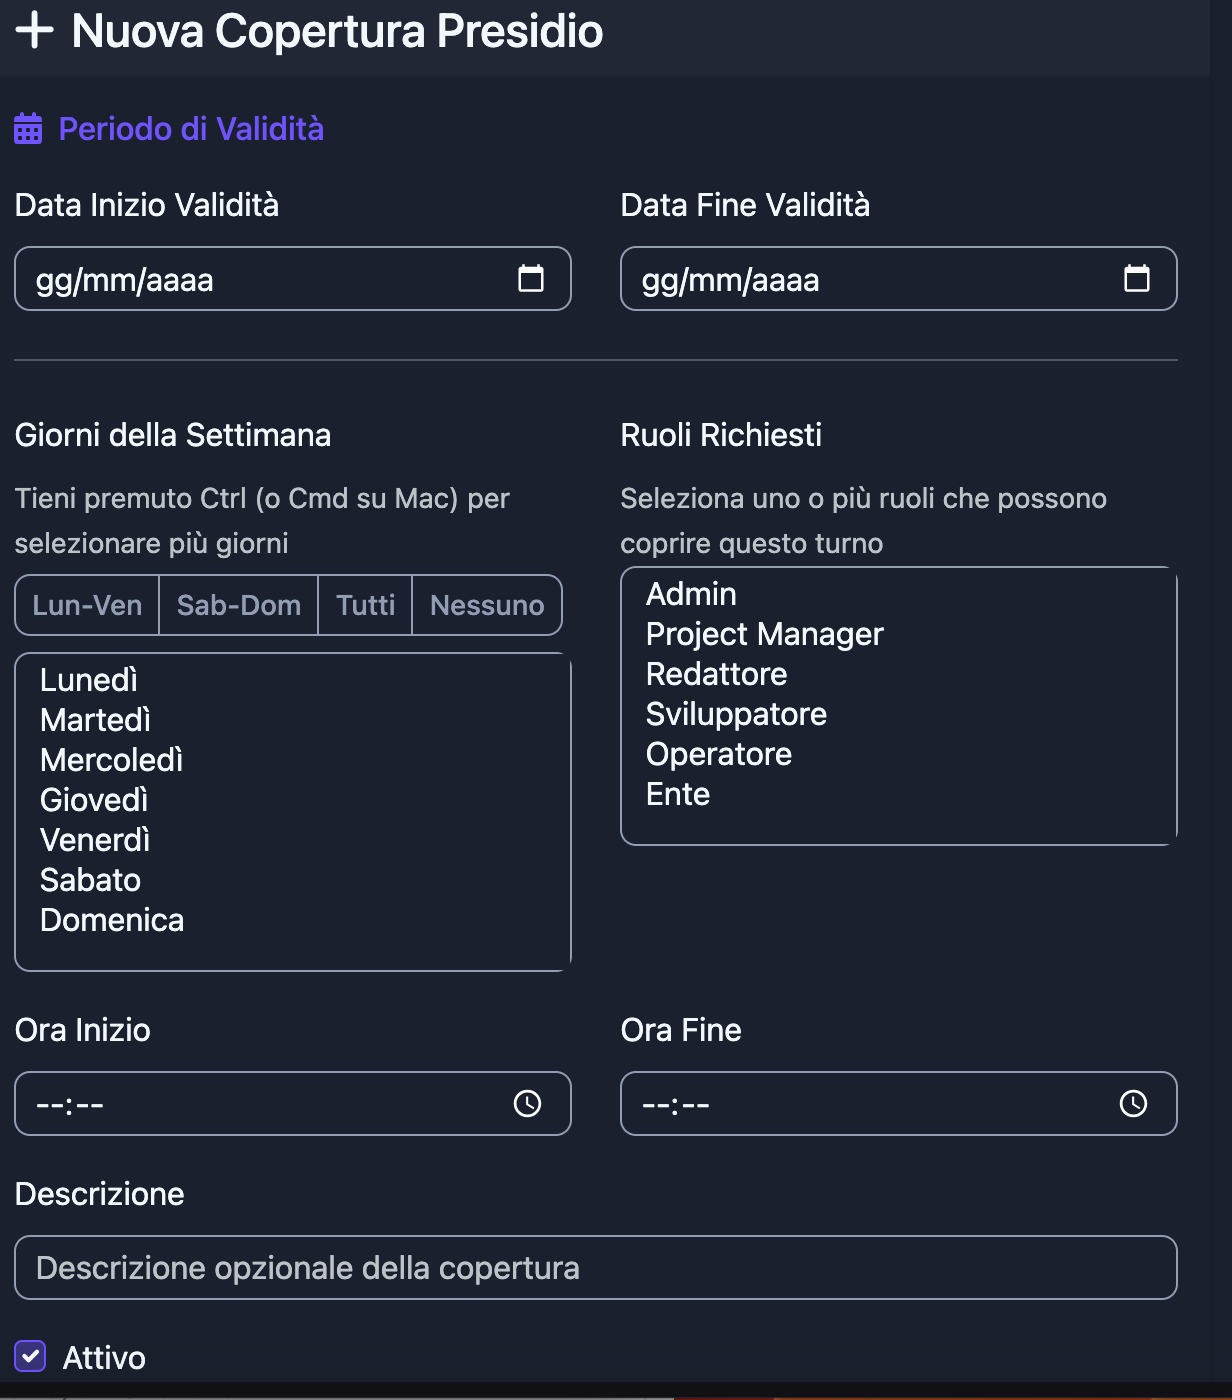 Nuova Copertura Presidio
Periodo di Validità
Data Inizio Validità
gg/mm/aaaa
Data Fine Validità
gg/mm/aaaa
Giorni della Settimana
Tieni premuto Ctrl (o Cmd su Mac) per
selezionare più giorni
Lun-Ven Sab-Dom Tutti Nessuno
Lunedì
Martedì
Mercoledì
Giovedì
Venerdì
Sabato
Domenica
Ruoli Richiesti
Seleziona uno o più ruoli che possono
coprire questo turno
Admin
Project Manager
Redattore
Sviluppatore
Operatore
Ente
Ora Inizio
--:--
Ora Fine
--:--
Descrizione
Descrizione opzionale della copertura
Attivo